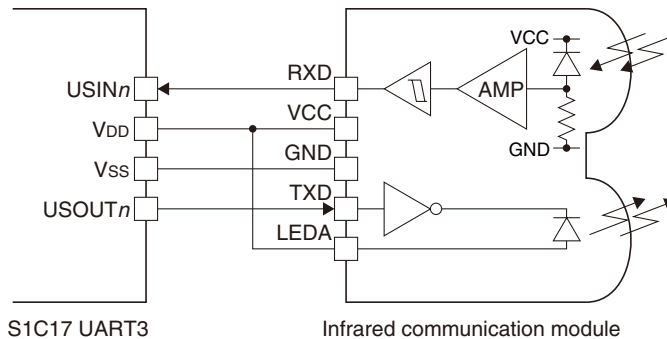 USINn
VDD
VSS
USOUTn
RXD
VCC
GND
TXD
LEDA
AMP
VCC
GND
S1C17 UART3
Infrared communication module